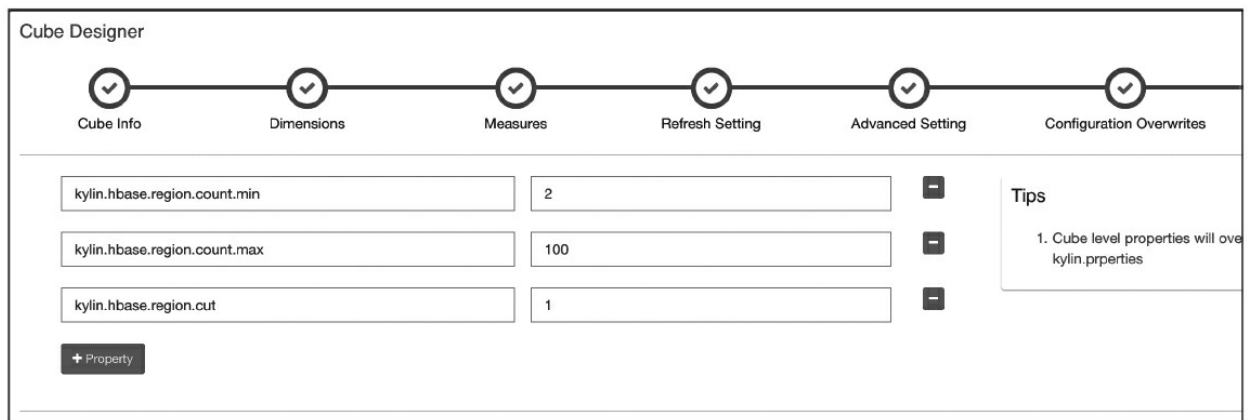 Cube Designer
Cube Info Dimensions Measures Refresh Setting Advanced Setting Configuration Overwrites
kylin.hbase.region.count.min 2
Tips
kylin.hbase.region.count.max 100
1. Cube level properties will ove
kylin.prperties
kylin.hbase.region.cut 1
+ Property